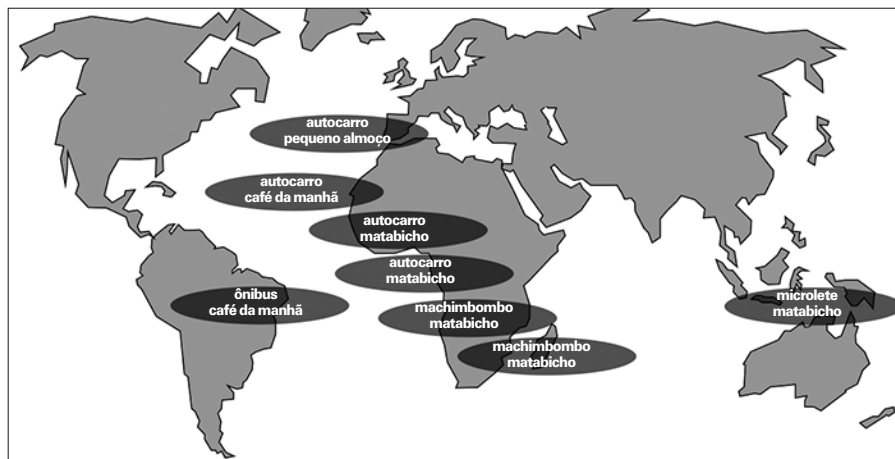 autocarro
pequeno almoço
autocarro
café da manhã
autocarro
matabicho
autocarro
matabicho
ônibus
café da manhã
machimbombo
matabicho
microlete
matabicho
machimbombo
matabicho